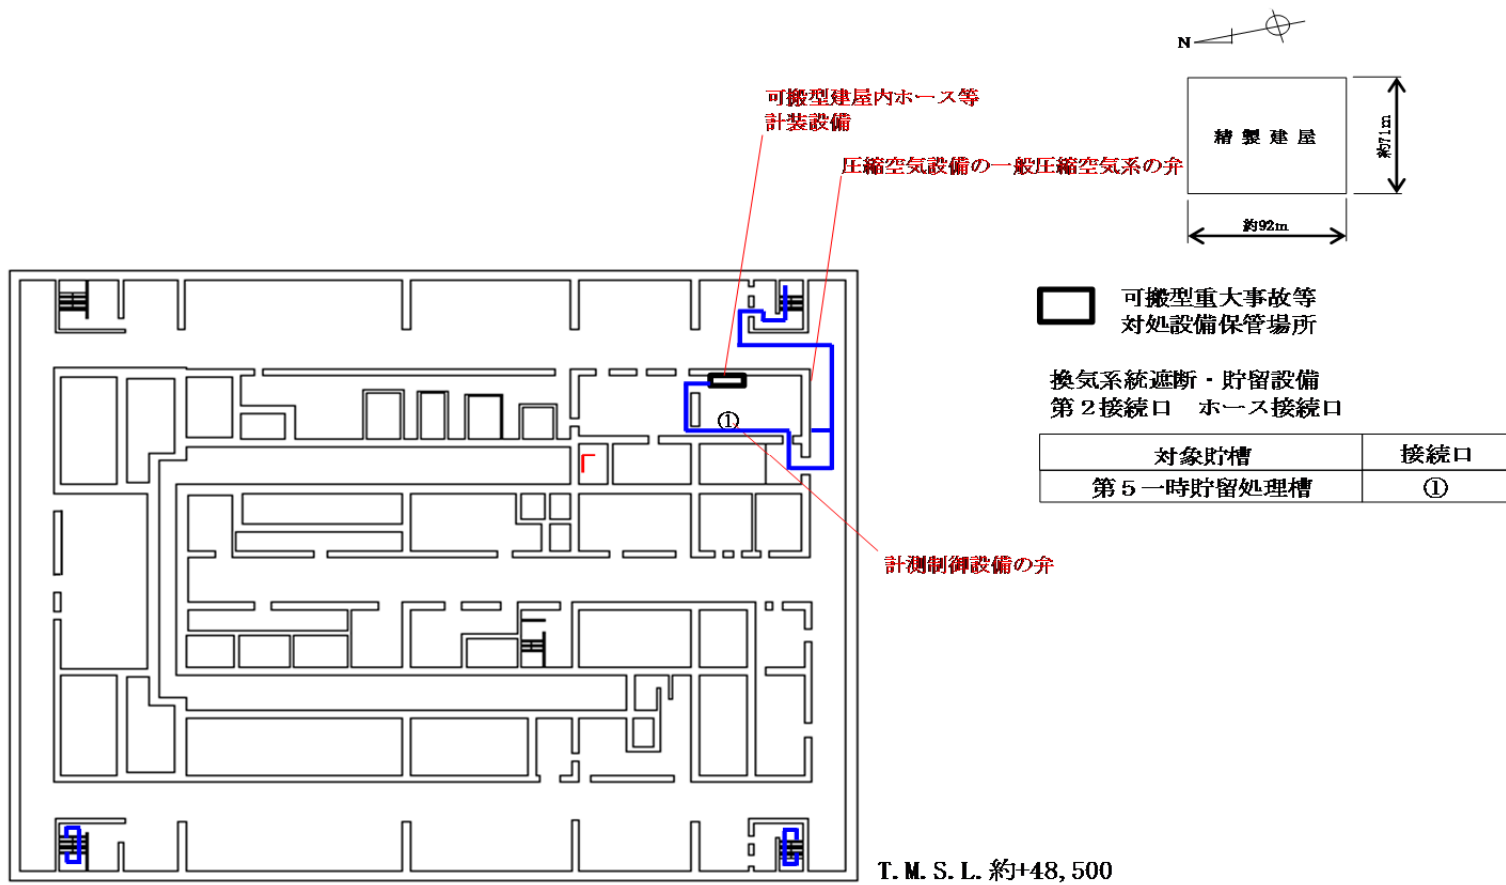 N
可搬型建屋内ホース等
計装設備
圧縮空気設備の一般圧縮空気系の弁
精製建屋
約71m
約92m
可搬型重大事故等
対処設備保管場所
換気系統遮断・貯留設備
第2接続口 ホース接続口
対象貯槽 接続口
第5一時貯留処理槽 ①
①
計測制御設備の弁
T.M.S.L.約+48,500